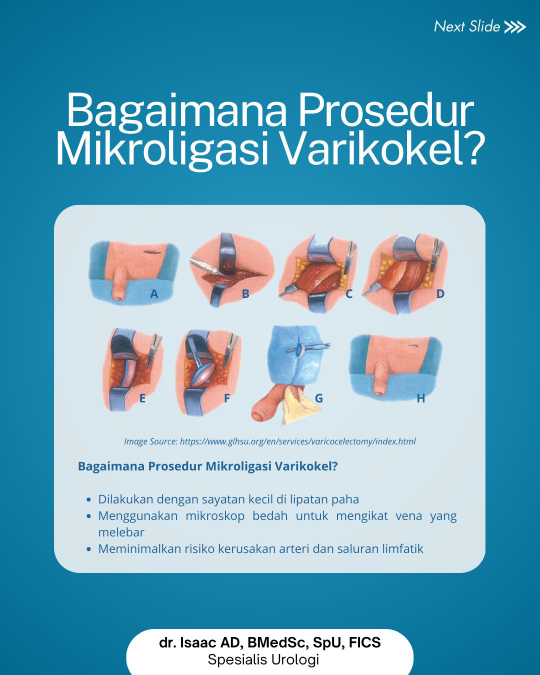 Next Slide
Bagaimana Prosedur
Mikroligasi Varikokel?
A
B
C
D
E
F
G
H
Image Source: https://www.glhsu.org/en/services/varicocelectomy/index.html
Bagaimana Prosedur Mikroligasi Varikokel?
• Dilakukan dengan sayatan kecil di lipatan paha
• Menggunakan mikroskop bedah untuk mengikat vena yang
melebar
• Meminimalkan risiko kerusakan arteri dan saluran limfatik
dr. Isaac AD, BMedSc, SpU, FICS
Spesialis Urologi